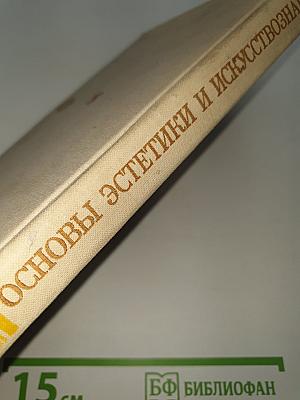 ОСНОВЫ ЭСТЕТИКИ И ИСКУССТВОЗНА
15 см
БФ БИБЛИОФАН